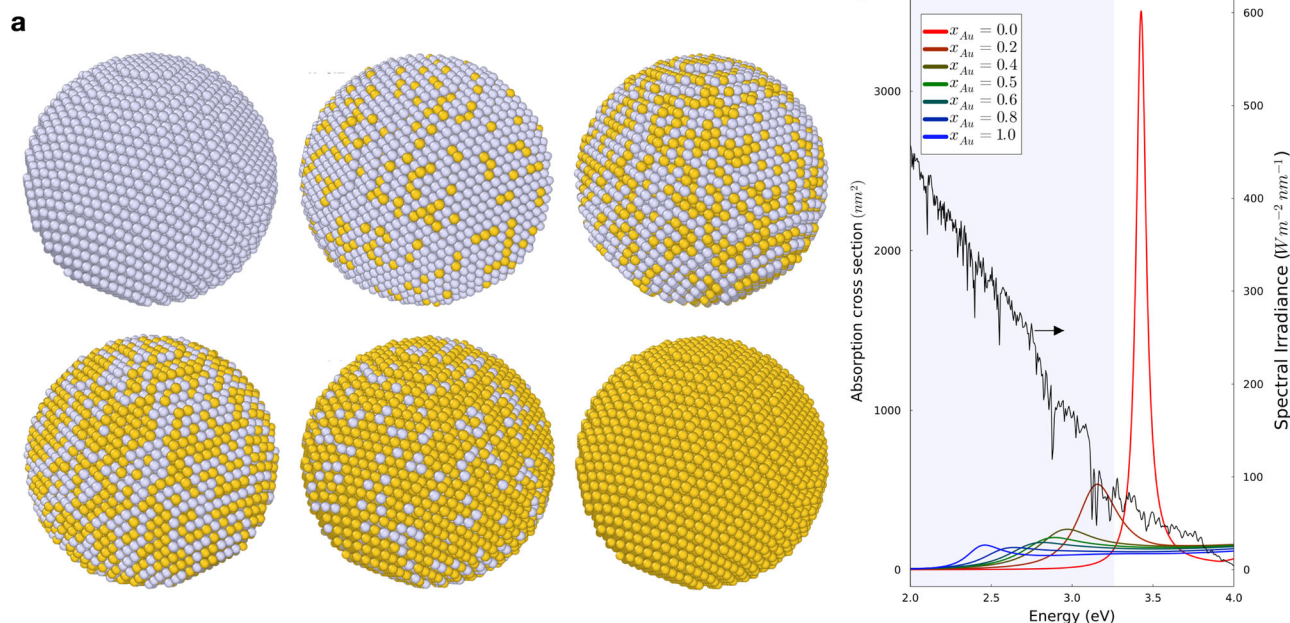 a
x_Au = 0.0
x_Au = 0.2
x_Au = 0.4
x_Au = 0.5
x_Au = 0.6
x_Au = 0.8
x_Au = 1.0
Absorption cross section (nm²)
3000
2000
1000
0
600
500
400
300
200
100
0
Spectral Irradiance (W m⁻² nm⁻¹)
2.0 2.5 3.0 3.5 4.0
Energy (eV)